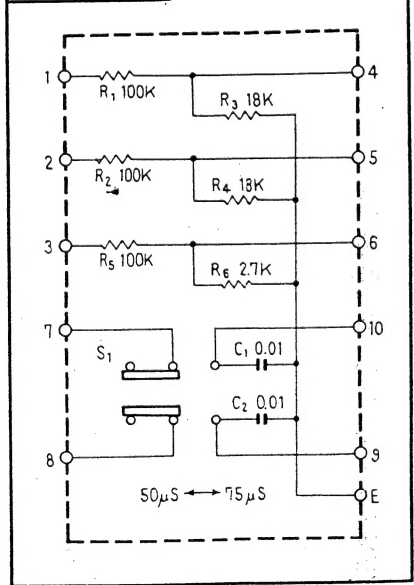 1
R1 100K
4
R3 18K
2
R2 100K
5
R4 18K
3
R5 100K
6
R6 2.7K
7
10
S1
C1 0.01
C2 0.01
8
9
50µS ↔ 75µS
E